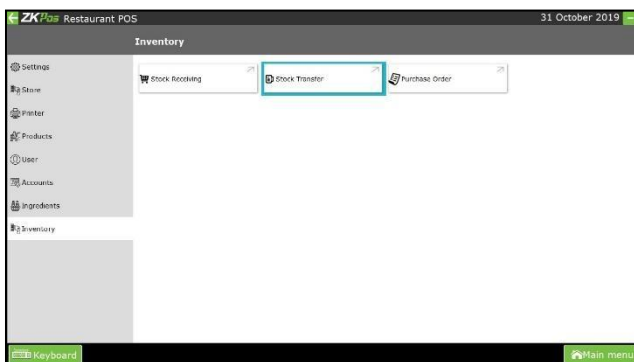 ZKPos Restaurant POS
31 October 2019
Inventory
Settings
Store
Printer
Products
User
Accounts
Ingredients
Inventory
Stock Receiving
Stock Transfer
Purchase Order
Keyboard
Main menu